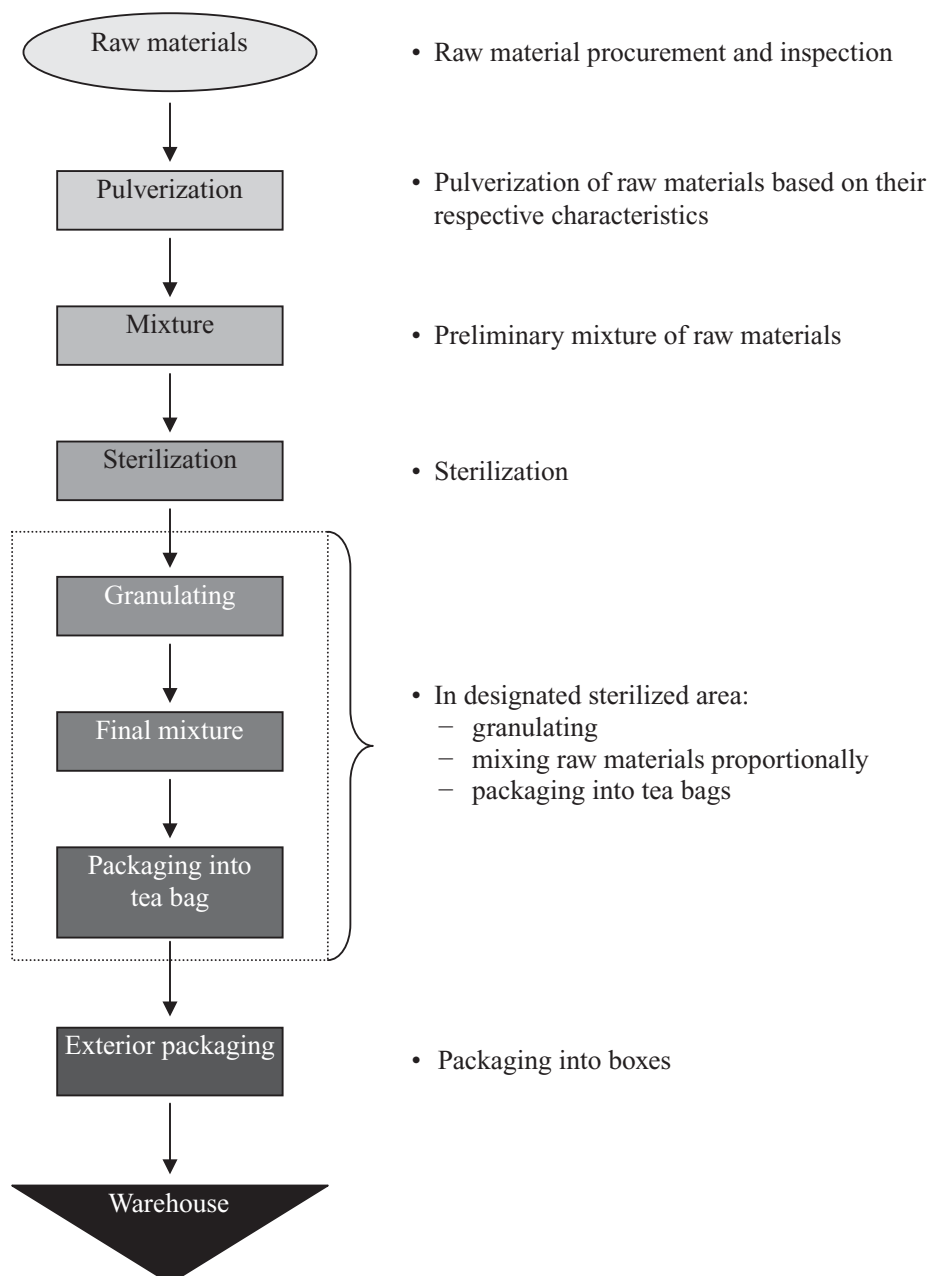 Raw materials
• Raw material procurement and inspection
Pulverization
• Pulverization of raw materials based on their
respective characteristics
Mixture
• Preliminary mixture of raw materials
Sterilization
• Sterilization
Granulating
Final mixture
Packaging into
tea bag
• In designated sterilized area:
− granulating
− mixing raw materials proportionally
− packaging into tea bags
Exterior packaging
• Packaging into boxes
Warehouse